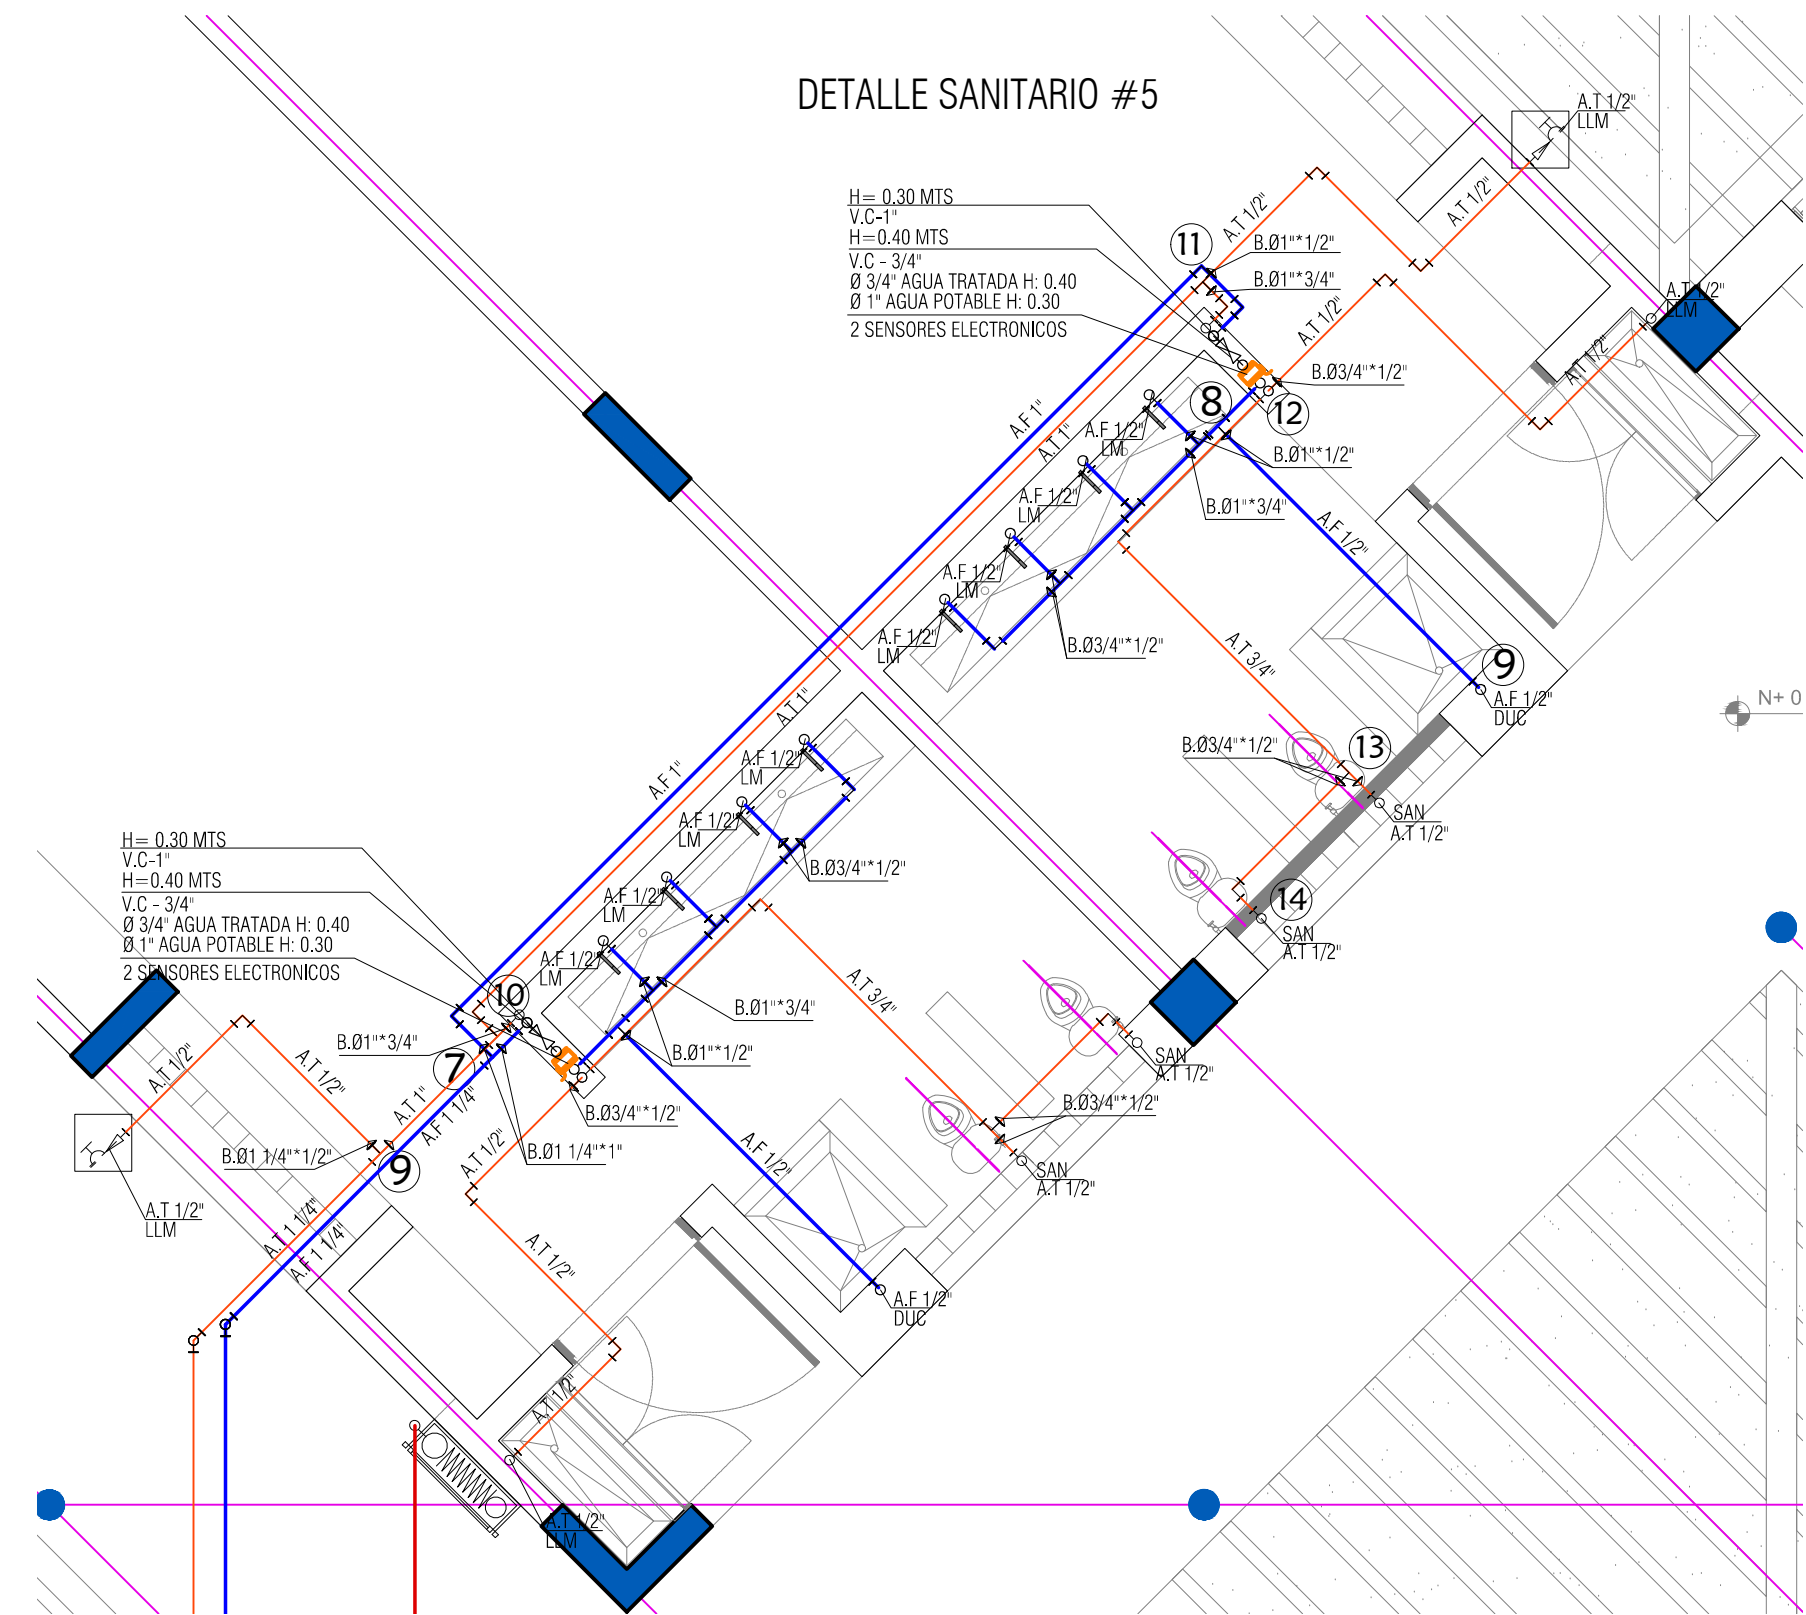 DETALLE SANITARIO #5
A.T 1/2"
LLM
H= 0.30 MTS
V.C-1"
H=0.40 MTS
V.C - 3/4"
Ø 3/4" AGUA TRATADA H: 0.40
Ø 1" AGUA POTABLE H: 0.30
2 SENSORES ELECTRONICOS
11
A.T 1/2"
A.T 1/2"
B.Ø1"*1/2"
B.Ø1"*3/4"
A.T 1/2"
A.T 1/2"
LLM
A.T 1/2"
B.Ø3/4"*1/2"
8
12
A.F 1"
A.T 1"
A.F 1/2"
LM
B.Ø1"*1/2"
A.F 1/2"
LM
B.Ø1"*3/4"
A.F 1/2"
A.F 1/2"
LM
A.F 1/2"
LM
B.Ø3/4"*1/2"
9
A.F 1/2"
DUC
N+ 0
A.T 3/4"
A.T 1"
A.F 1"
B.Ø3/4"*1/2"
13
SAN
A.T 1/2"
14
SAN
A.T 1/2"
A.F 1/2"
LM
A.F 1/2"
LM
B.Ø3/4"*1/2"
A.F 1/2"
LM
A.F 1/2"
LM
H= 0.30 MTS
V.C-1"
H=0.40 MTS
V.C - 3/4"
Ø 3/4" AGUA TRATADA H: 0.40
Ø 1" AGUA POTABLE H: 0.30
2 SENSORES ELECTRONICOS
10
B.Ø1"*3/4"
A.T 3/4"
B.Ø1"*3/4"
7
B.Ø1"*1/2"
A.T 1/2"
A.T 1/2"
A.T 1"
A.F 1 1/4"
SAN
A.T 1/2"
B.Ø3/4"*1/2"
B.Ø3/4"*1/2"
B.Ø1 1/4"*1/2"
9
B.Ø1 1/4"*1"
A.T 1/2"
A.F 1/2"
SAN
A.T 1/2"
A.T 1/2"
LLM
A.T 1 1/4"
A.F 1 1/4"
A.T 1/2"
A.F 1/2"
DUC
A.T 1/2"
A.T 1/2"
LLM